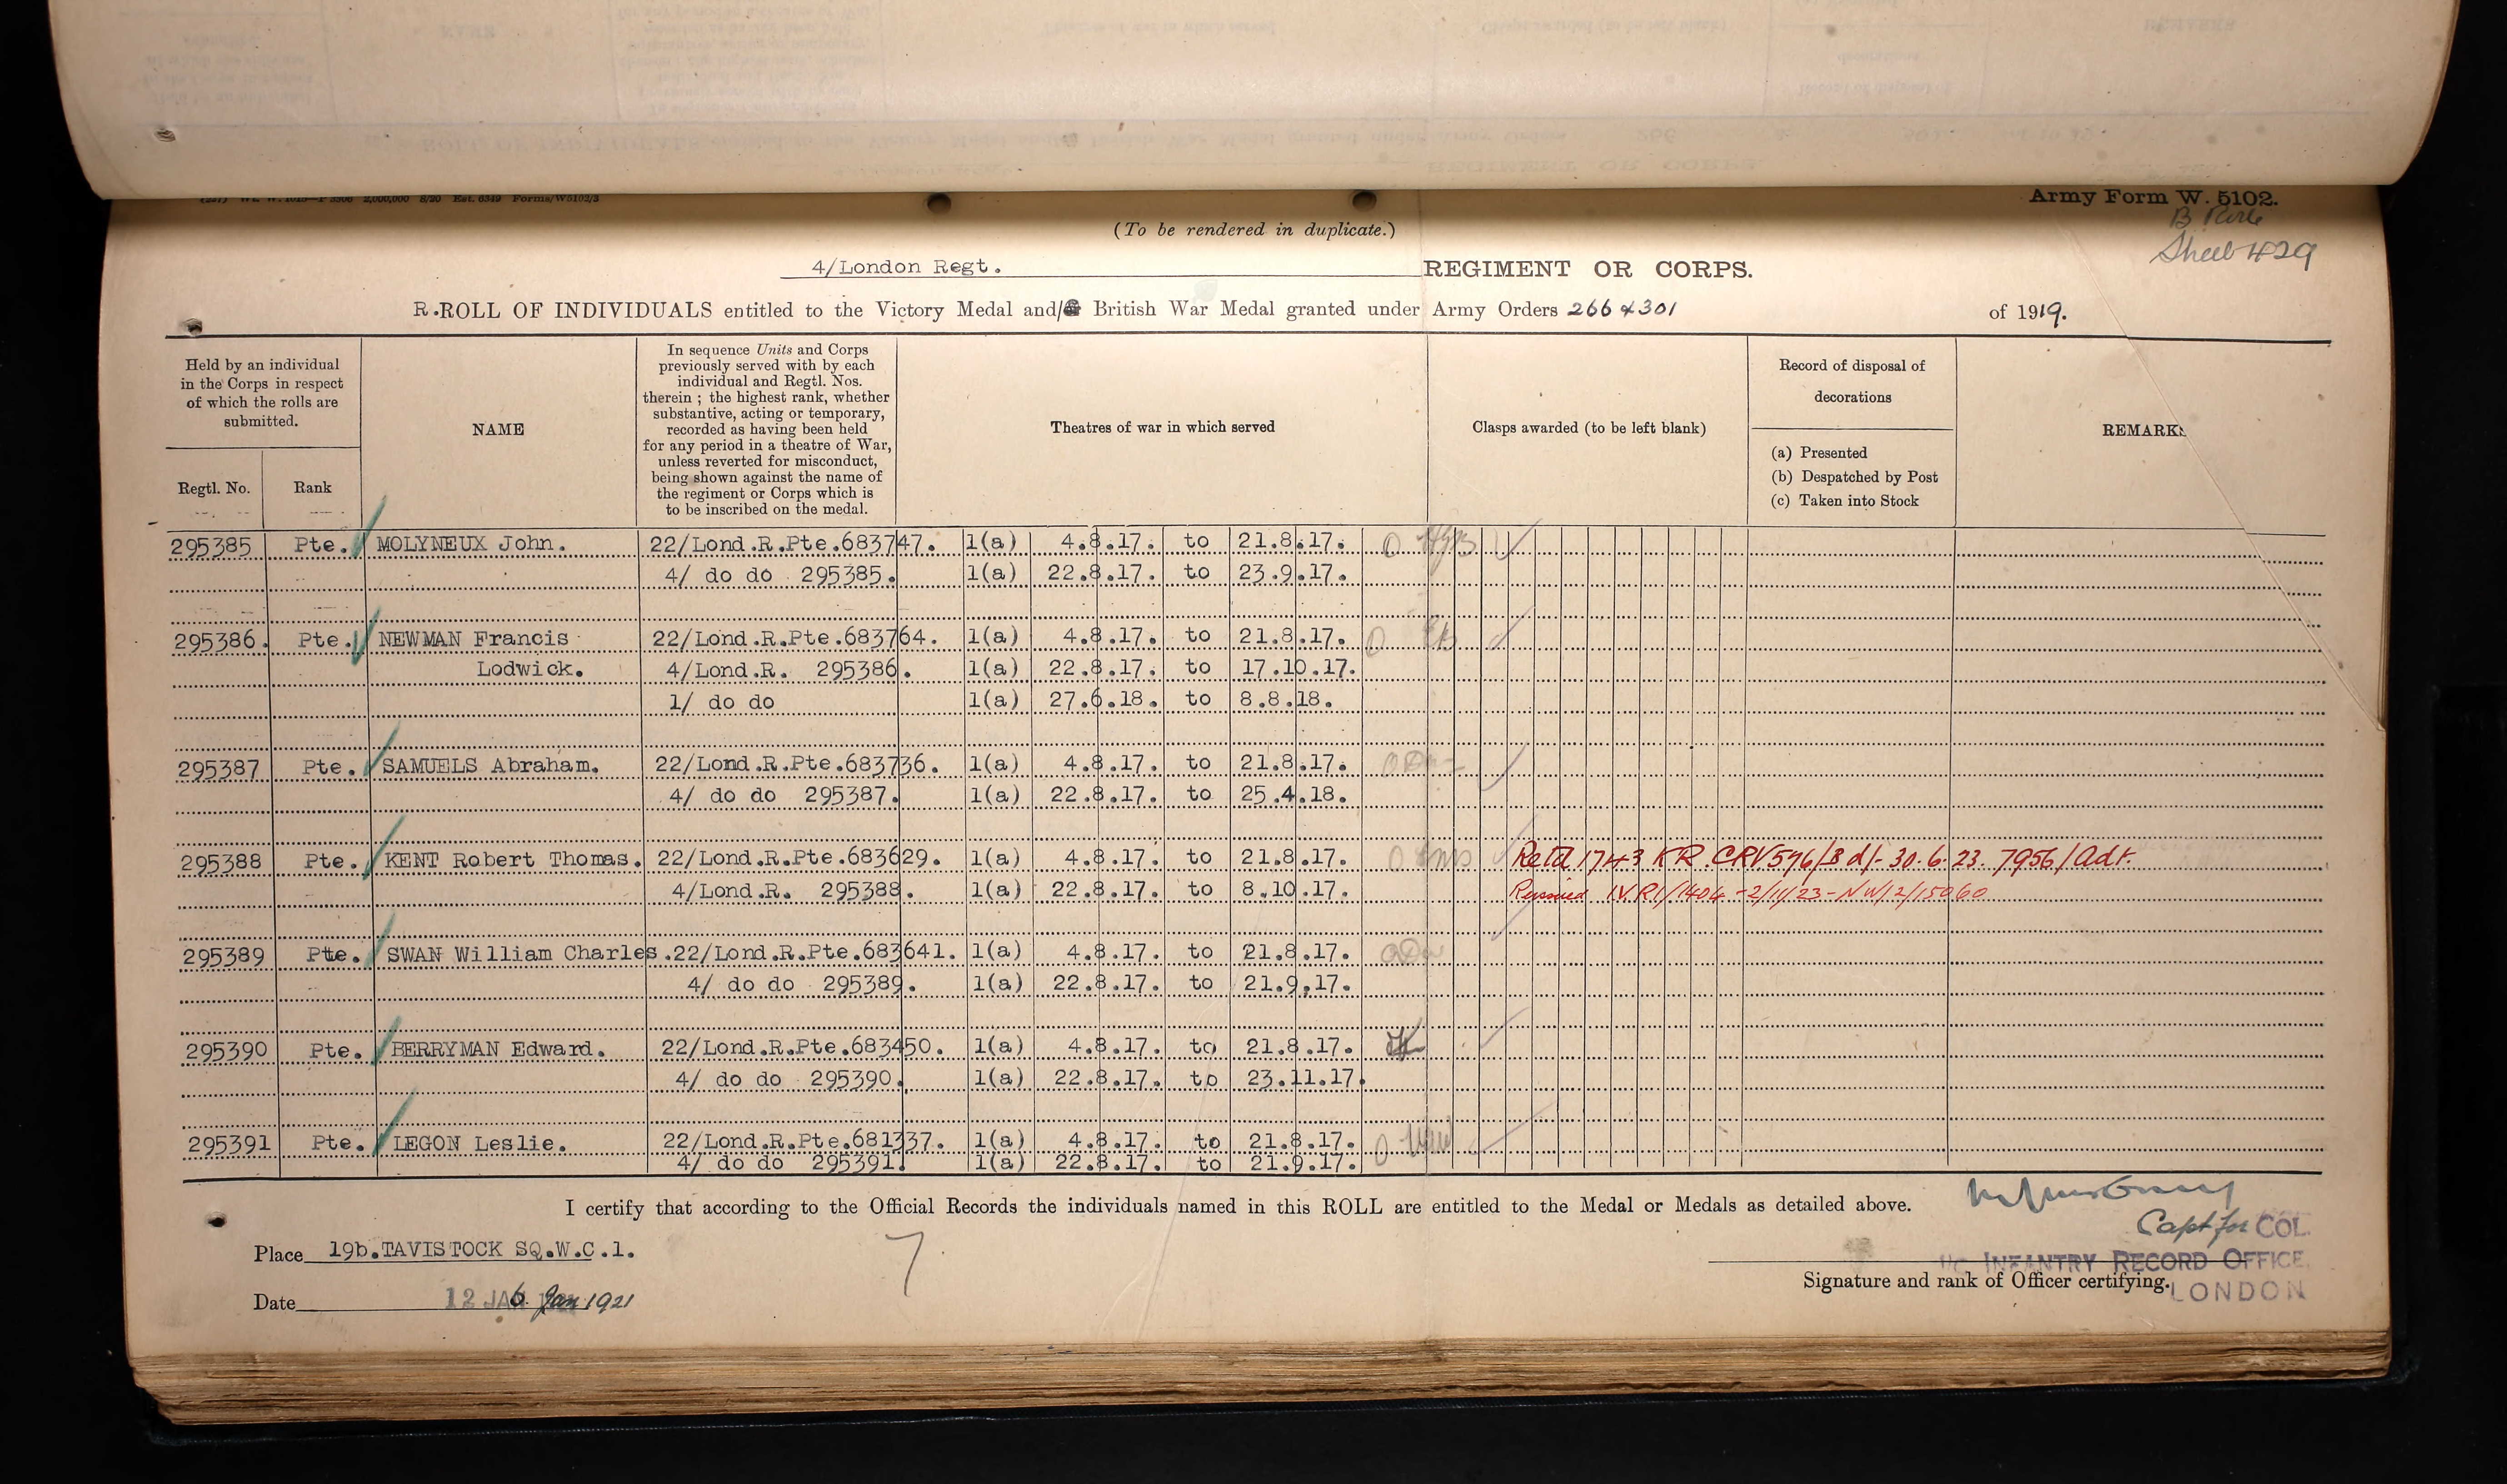 Army Form W. 5102.
B Role
Sheet 429
(To be rendered in duplicate.)
4/London Regt. REGIMENT OR CORPS.
R.ROLL OF INDIVIDUALS entitled to the Victory Medal and/ British War Medal granted under Army Orders 266 & 301 of 1919.
Held by an individual in the Corps in respect of which the rolls are submitted.
Regtl. No. Rank
NAME
In sequence Units and Corps
previously served with by each
individual and Regtl. Nos.
therein ; the highest rank, whether
substantive, acting or temporary,
recorded as having been held
for any period in a theatre of War,
unless reverted for misconduct,
being shown against the name of
the regiment or Corps which is
to be inscribed on the medal.
Theatres of war in which served
Clasps awarded (to be left blank)
Record of disposal of
decorations
(a) Presented
(b) Despatched by Post
(c) Taken into Stock
REMARKS
295385 Pte. MOLYNEUX John. 22/Lond.R.Pte.683747. 1(a) 4.8.17. to 21.8.17.
4/ do do 295385. 1(a) 22.8.17. to 23.9.17.
295386. Pte. NEWMAN Francis 22/Lond.R.Pte.683764. 1(a) 4.8.17. to 21.8.17.
Lodwick. 4/Lond.R. 295386. 1(a) 22.8.17. to 17.10.17.
1/ do do 1(a) 27.6.18. to 8.8.18.
295387 Pte. SAMUELS Abraham. 22/Lond.R.Pte.683736. 1(a) 4.8.17. to 21.8.17.
4/ do do 295387. 1(a) 22.8.17. to 25.4.18.
295388 Pte. KENT Robert Thomas. 22/Lond.R.Pte.683629. 1(a) 4.8.17. to 21.8.17. Retd 1743 KR. CRV576/B d/- 30.6.23. 7956/Adt.
4/Lond.R. 295388. 1(a) 22.8.17. to 8.10.17. Reissued IVR1/1404 - 2/11/23 - NW/2/15060
295389 Pte. SWAN William Charles.22/Lond.R.Pte.683641. 1(a) 4.8.17. to 21.8.17.
4/ do do 295389. 1(a) 22.8.17. to 21.9.17.
295390 Pte. BERRYMAN Edward. 22/Lond.R.Pte.683450. 1(a) 4.8.17. to 21.8.17.
4/ do do 295390. 1(a) 22.8.17. to 23.11.17.
295391 Pte. LEGON Leslie. 22/Lond.R.Pte.681337. 1(a) 4.8.17. to 21.8.17.
4/ do do 295391. 1(a) 22.8.17. to 21.9.17.
I certify that according to the Official Records the individuals named in this ROLL are entitled to the Medal or Medals as detailed above.
Capt for COL.
Place 19b.TAVISTOCK SQ.W.C.1.
7
I/C INFANTRY RECORD OFFICE,
Signature and rank of Officer certifying.
LONDON
Date 12 JAN 6. Jan 1921